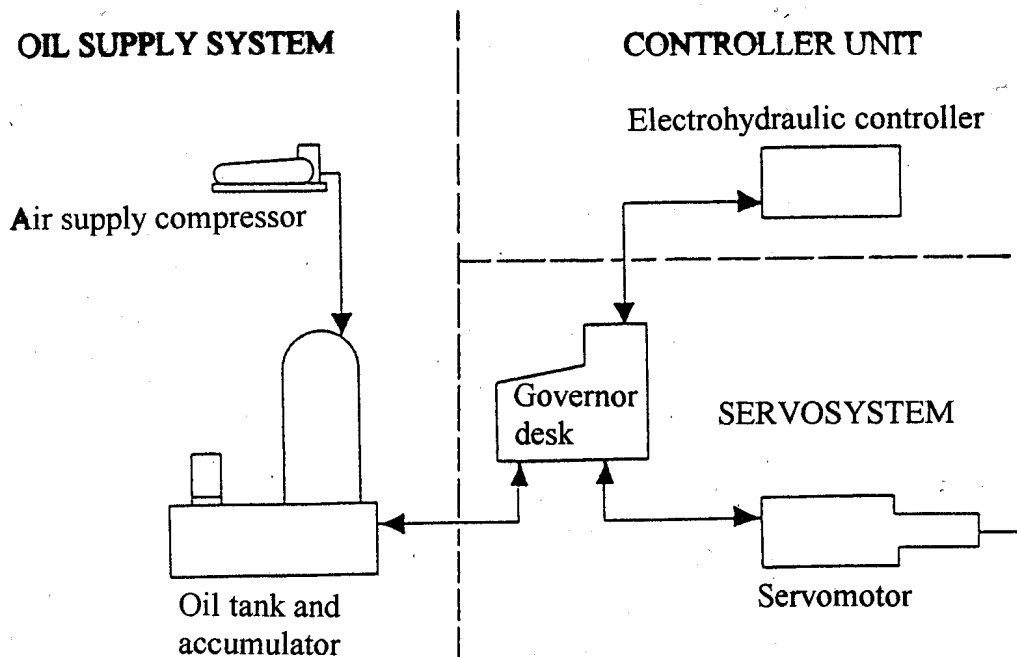 OIL SUPPLY SYSTEM
CONTROLLER UNIT
Electrohydraulic controller
Air supply compressor
Governor
desk
SERVOSYSTEM
Oil tank and
accumulator
Servomotor